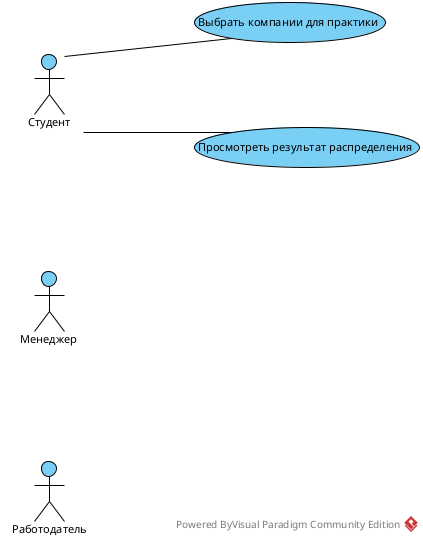 Выбрать компании для практики
Студент
Просмотреть результат распределения
Менеджер
Работодатель
Powered ByVisual Paradigm Community Edition